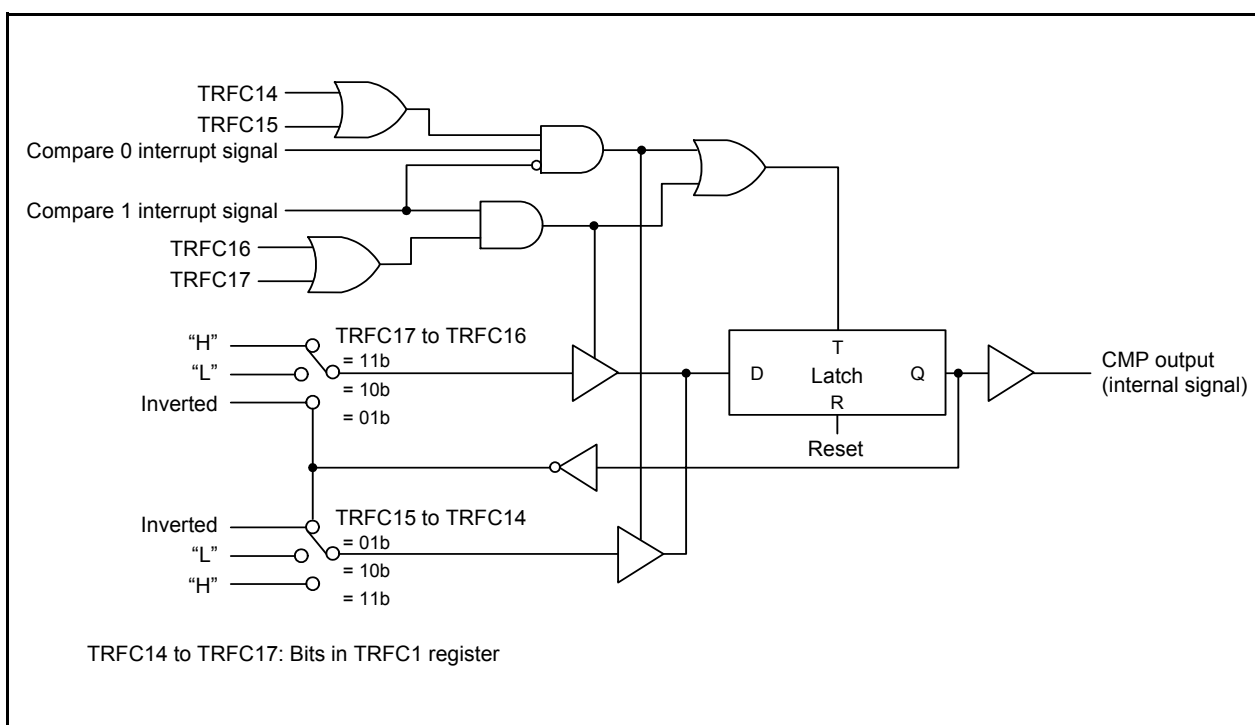 TRFC14
TRFC15
Compare 0 interrupt signal
Compare 1 interrupt signal
TRFC16
TRFC17
“H”
“L”
Inverted
TRFC17 to TRFC16
= 11b
= 10b
= 01b
T
D
Latch
Q
R
Reset
CMP output
(internal signal)
Inverted
“L”
“H”
TRFC15 to TRFC14
= 01b
= 10b
= 11b
TRFC14 to TRFC17: Bits in TRFC1 register